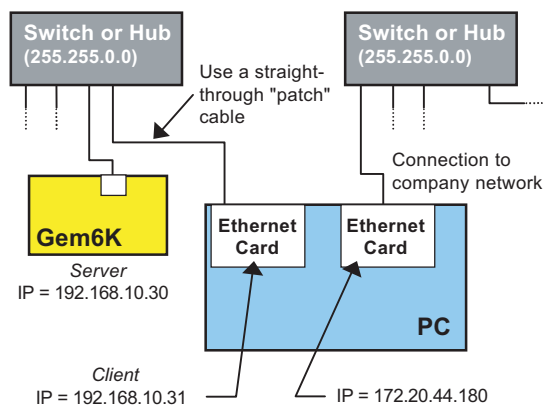 Switch or Hub
(255.255.0.0)
Switch or Hub
(255.255.0.0)
Use a straight-
through "patch"
cable
Connection to
company network
Gem6K
Server
IP = 192.168.10.30
Ethernet
Card
Ethernet
Card
PC
Client
IP = 192.168.10.31
IP = 172.20.44.180